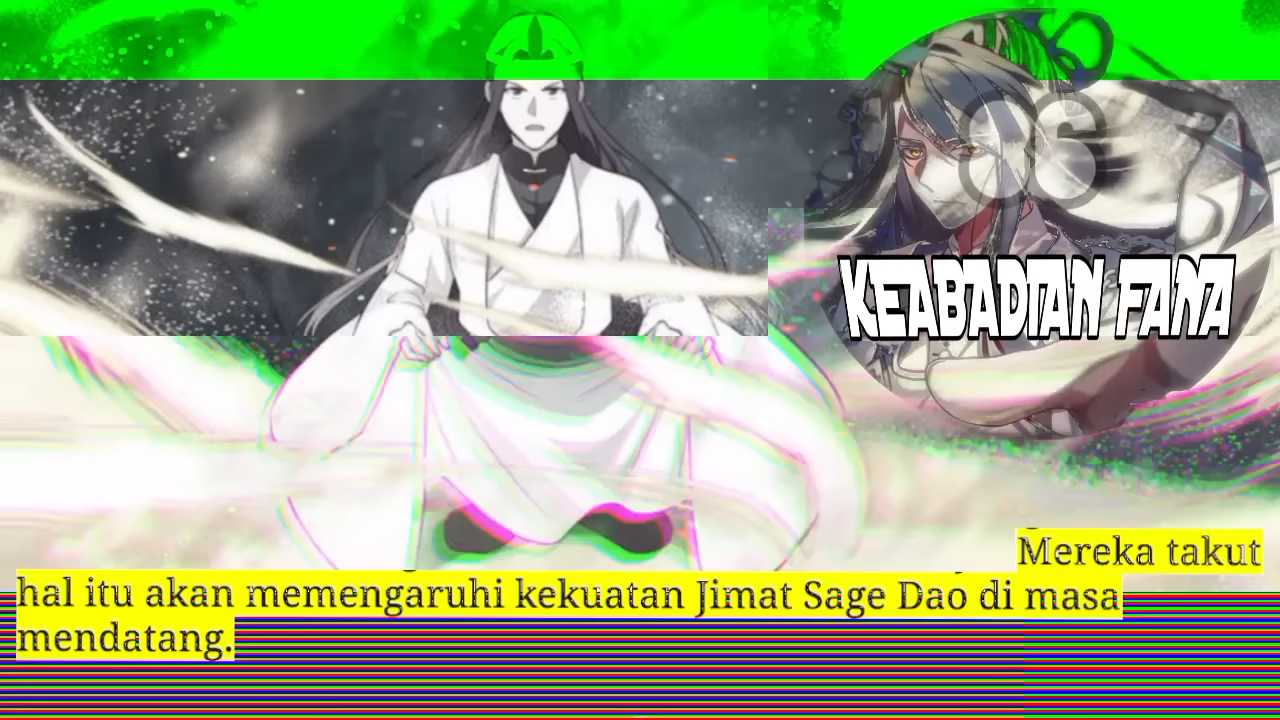 KEABADIAN FANA
Mereka takut
hal itu akan memengaruhi kekuatan Jimat Sage Dao di masa
mendatang.